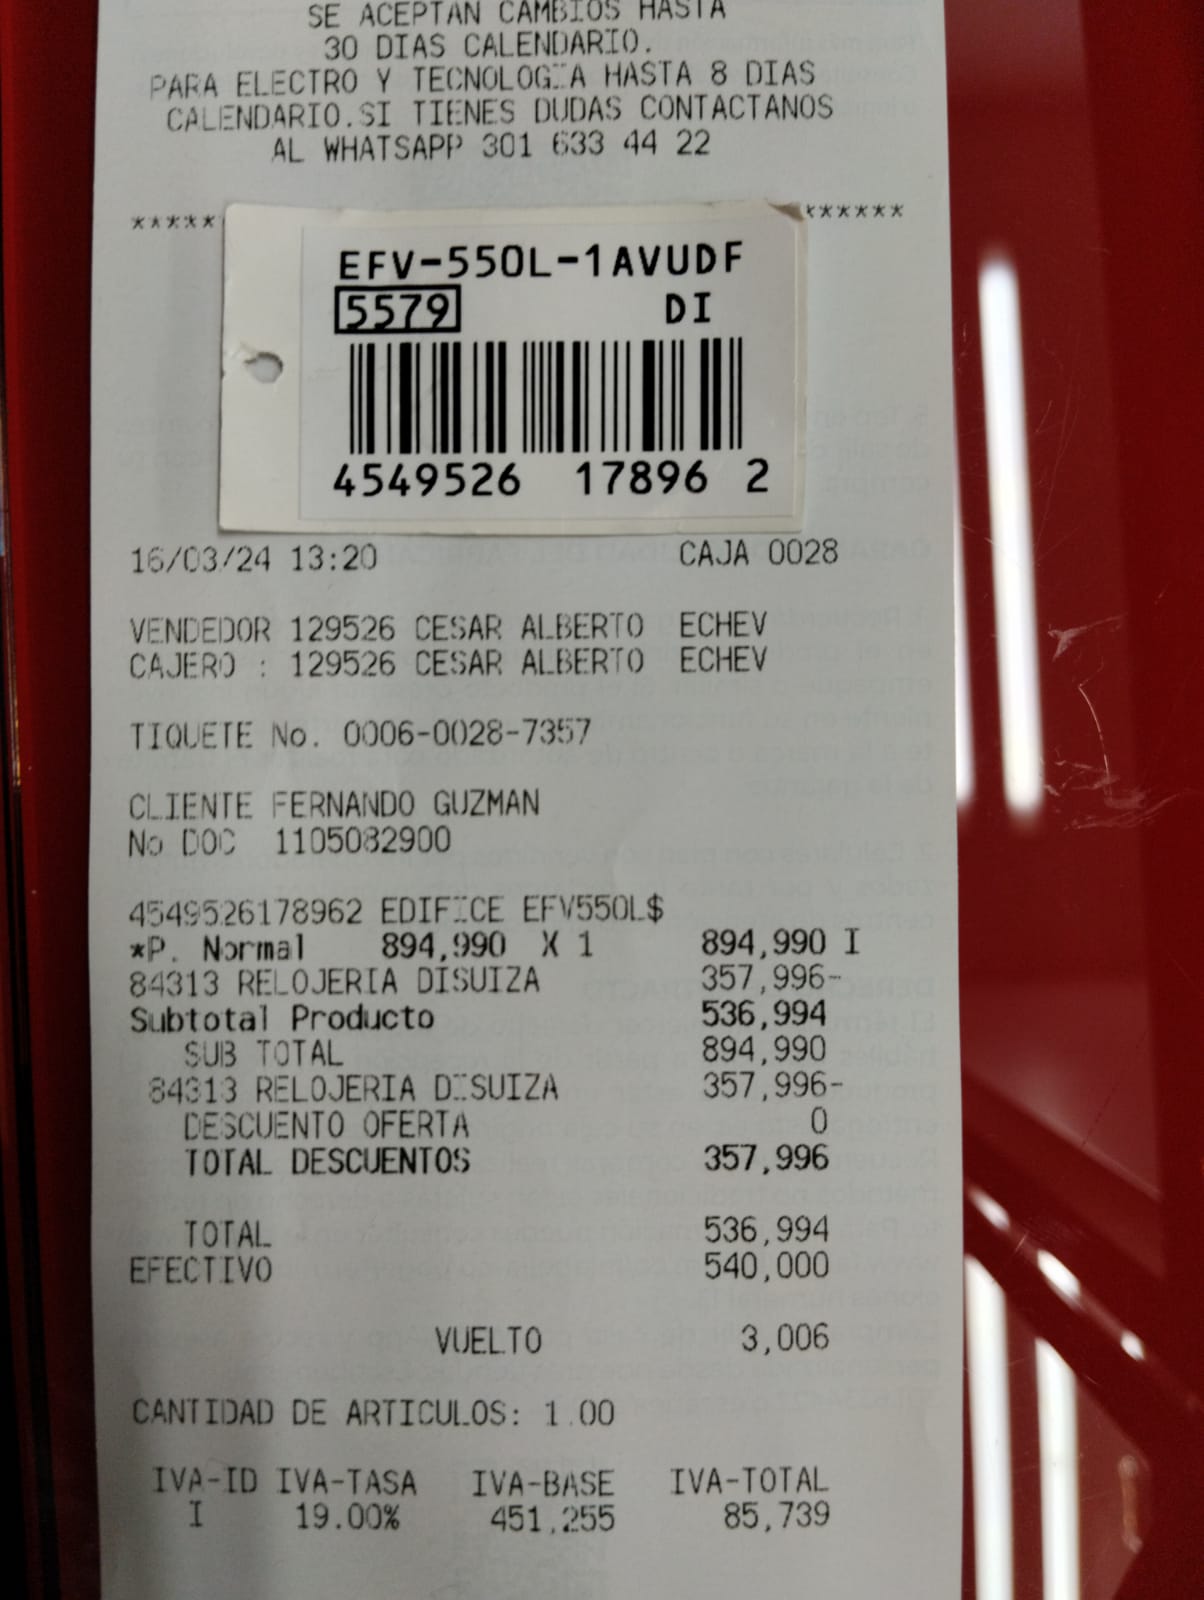 SE ACEPTAN CAMBIOS HASTA
30 DIAS CALENDARIO.
PARA ELECTRO Y TECNOLOGIA HASTA 8 DIAS
CALENDARIO.SI TIENES DUDAS CONTACTANOS
AL WHATSAPP 301 633 44 22
***** ******
EFV-550L-1AVUDF
5579 DI
4549526 17896 2
16/03/24 13:20 CAJA 0028
VENDEDOR 129526 CESAR ALBERTO ECHEV
CAJERO : 129526 CESAR ALBERTO ECHEV
TIQUETE No. 0006-0028-7357
CLIENTE FERNANDO GUZMAN
No DOC 1105082900
4549526178962 EDIFICE EFV550L$
*P. Normal 894,990 X 1 894,990 I
84313 RELOJERIA DISUIZA 357,996-
Subtotal Producto 536,994
SUB TOTAL 894,990
84313 RELOJERIA DISUIZA 357,996-
DESCUENTO OFERTA 0
TOTAL DESCUENTOS 357,996
TOTAL 536,994
EFECTIVO 540,000
VUELTO 3,006
CANTIDAD DE ARTICULOS: 1.00
IVA-ID IVA-TASA IVA-BASE IVA-TOTAL
I 19.00% 451,255 85,739